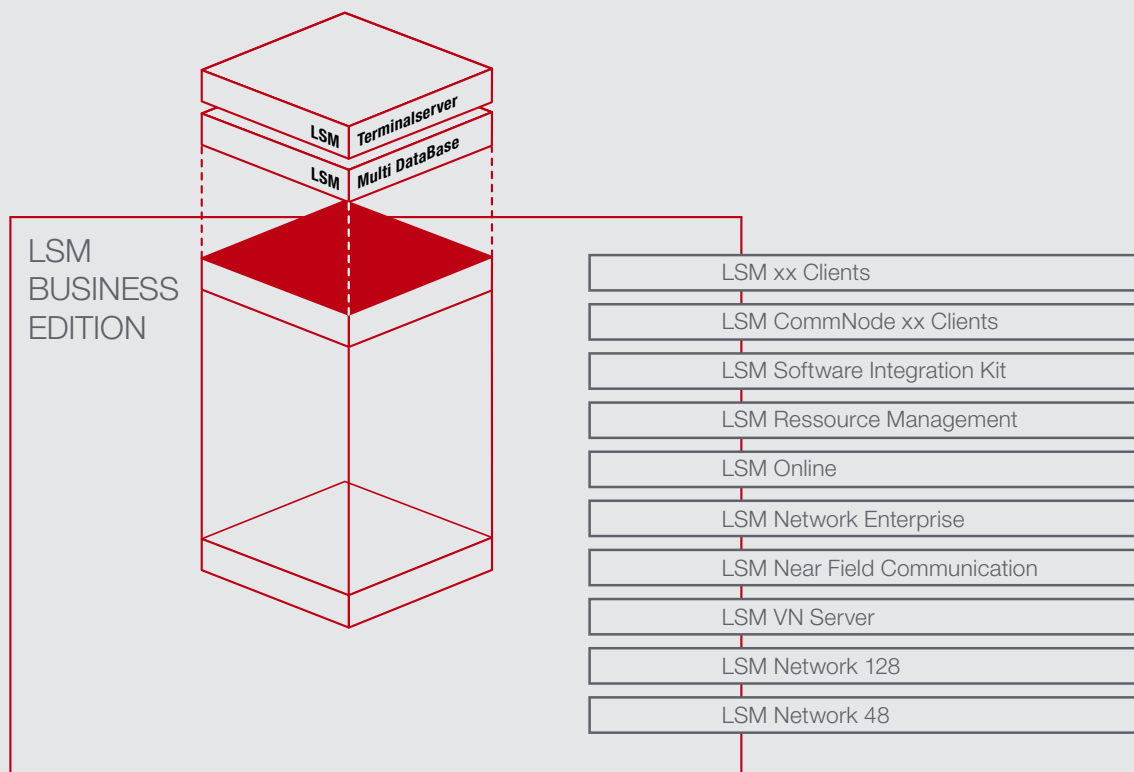 LSM Terminalserver
LSM Multi DataBase
LSM
BUSINESS
EDITION
LSM xx Clients
LSM CommNode xx Clients
LSM Software Integration Kit
LSM Ressource Management
LSM Online
LSM Network Enterprise
LSM Near Field Communication
LSM VN Server
LSM Network 128
LSM Network 48